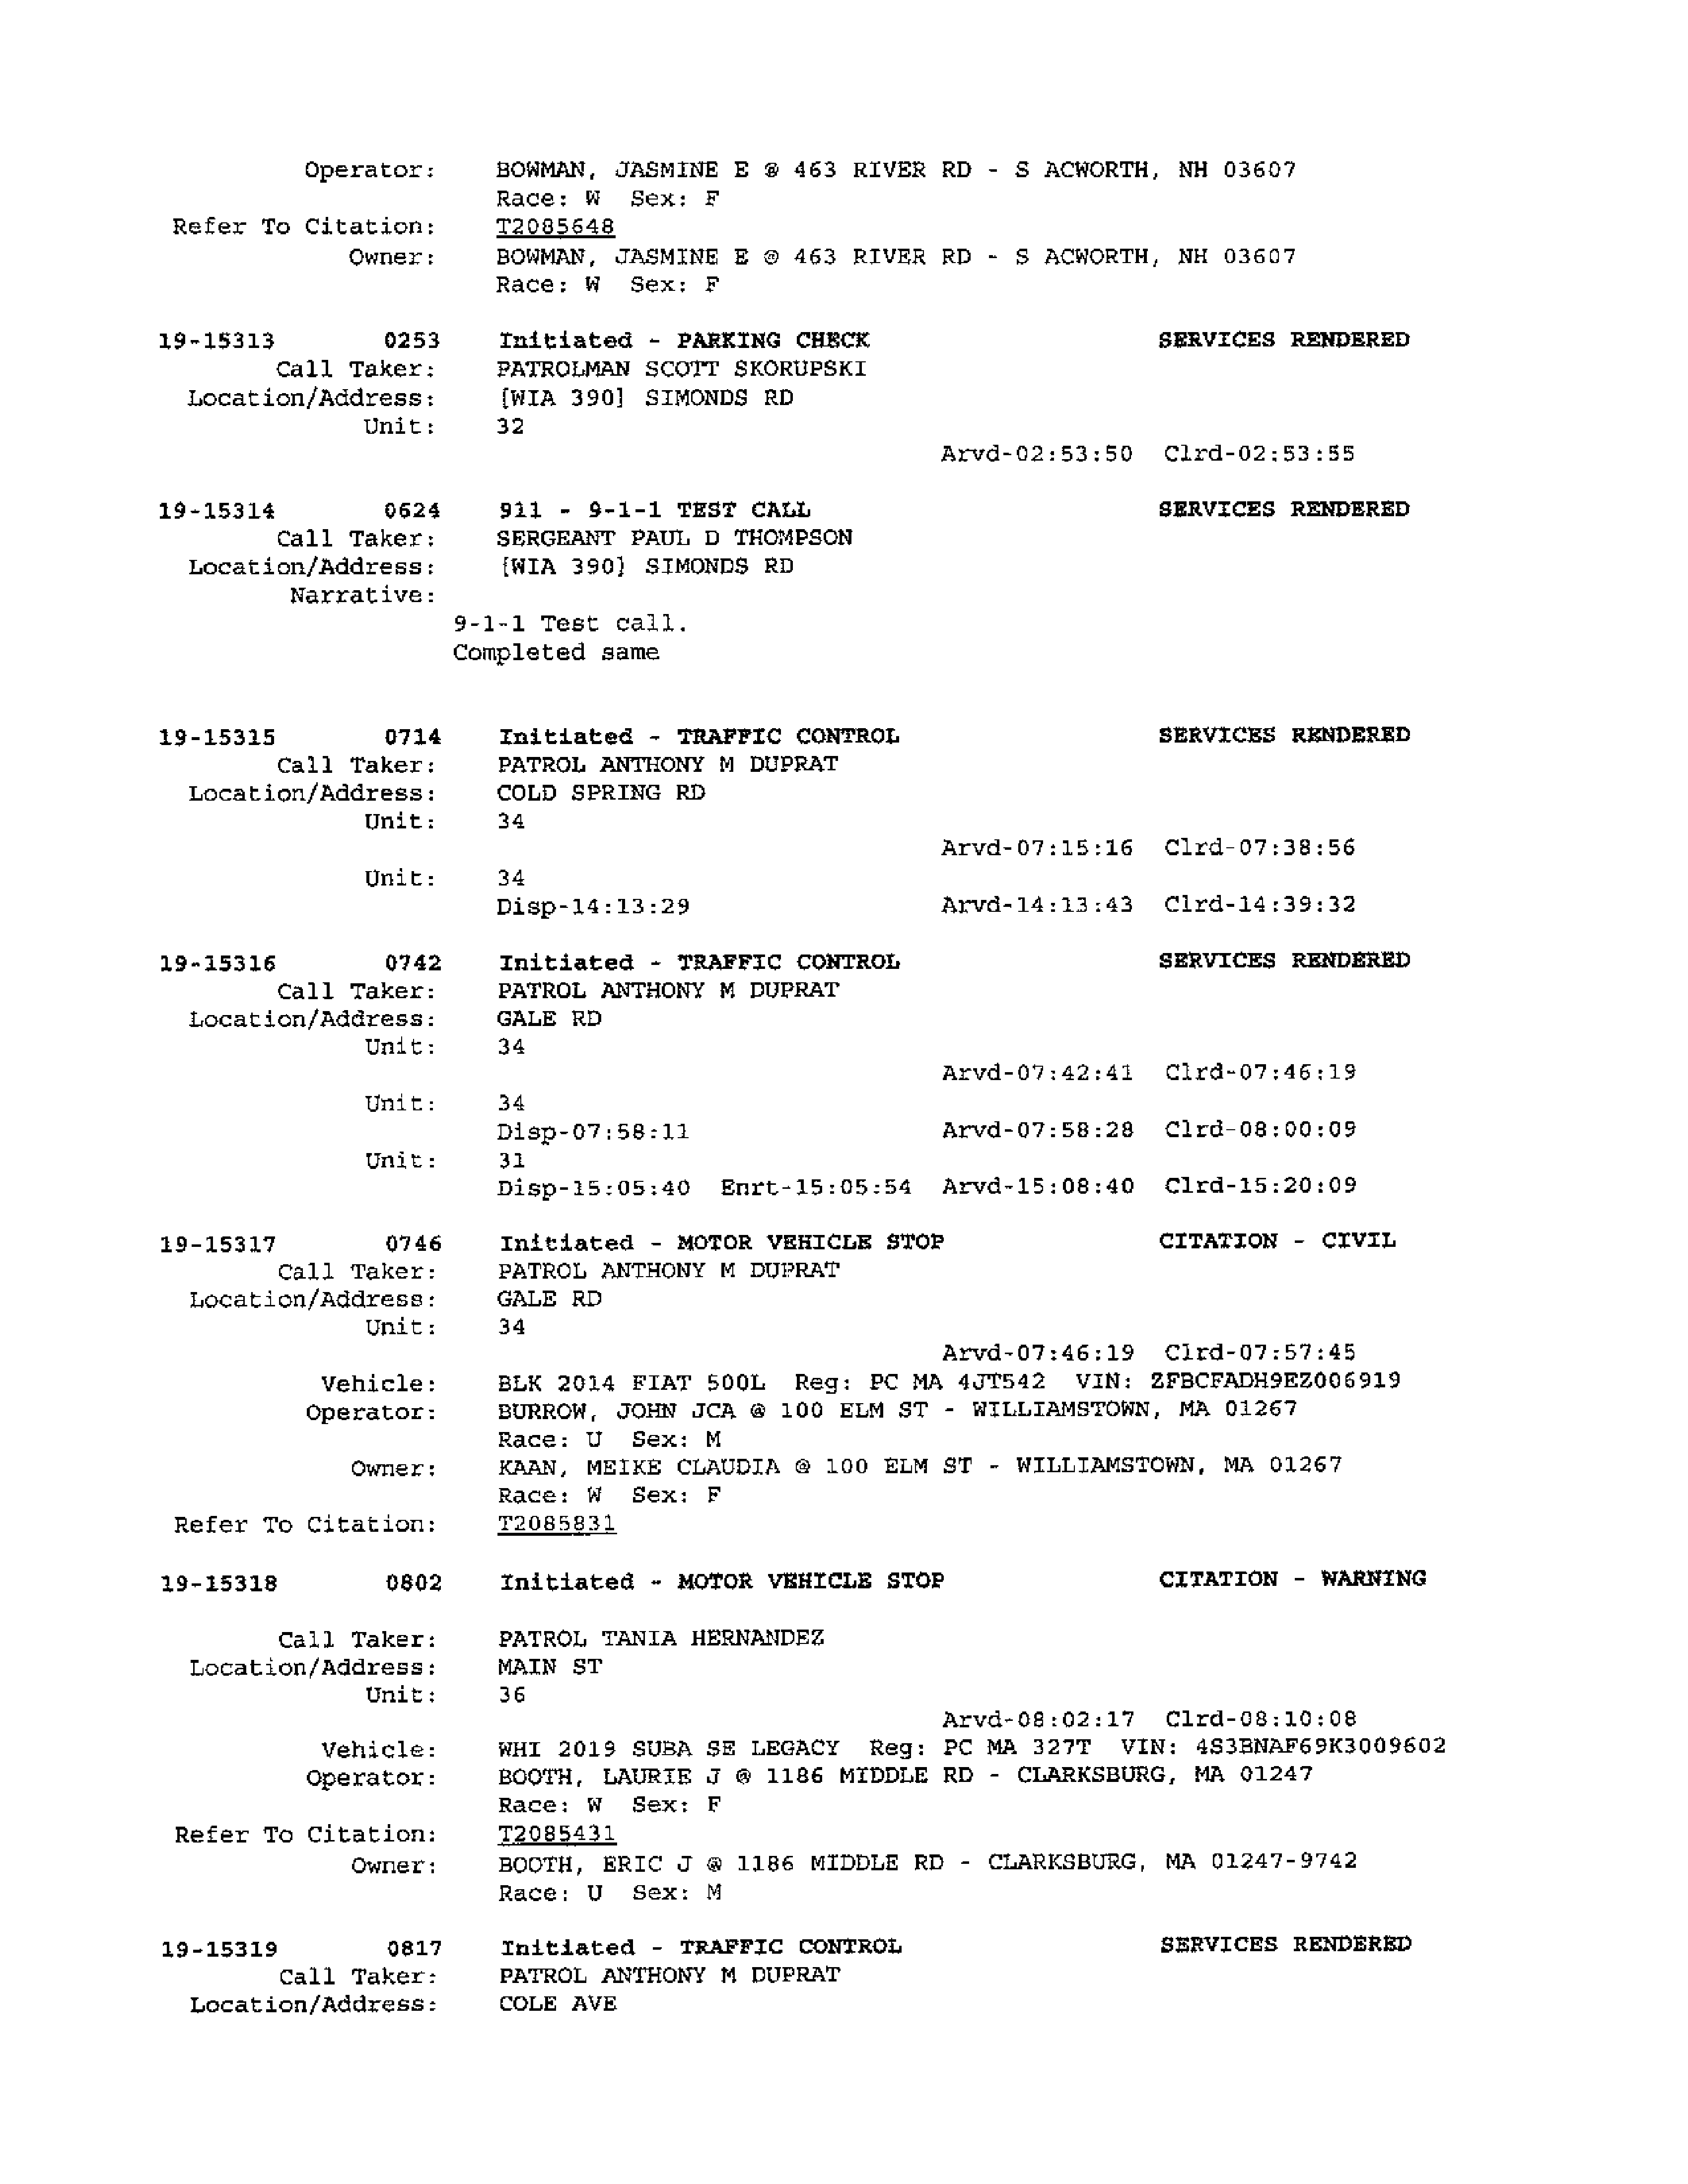 Operator: BOWMAN, JASMINE E @ 463 RIVER RD - S ACWORTH, NH 03607
Race: W Sex: F
Refer To Citation: T2085648
Owner: BOWMAN, JASMINE E @ 463 RIVER RD - S ACWORTH, NH 03607
Race: W Sex: F
19-15313 0253 Initiated - PARKING CHECK SERVICES RENDERED
Call Taker: PATROLMAN SCOTT SKORUPSKI
Location/Address: [WIA 390] SIMONDS RD
Unit: 32
Arvd-02:53:50 Clrd-02:53:55
19-15314 0624 911 - 9-1-1 TEST CALL SERVICES RENDERED
Call Taker: SERGEANT PAUL D THOMPSON
Location/Address: [WIA 390] SIMONDS RD
Narrative:
9-1-1 Test call.
Completed same
19-15315 0714 Initiated - TRAFFIC CONTROL SERVICES RENDERED
Call Taker: PATROL ANTHONY M DUPRAT
Location/Address: COLD SPRING RD
Unit: 34
Arvd-07:15:16 Clrd-07:38:56
Unit: 34
Disp-14:13:29 Arvd-14:13:43 Clrd-14:39:32
19-15316 0742 Initiated - TRAFFIC CONTROL SERVICES RENDERED
Call Taker: PATROL ANTHONY M DUPRAT
Location/Address: GALE RD
Unit: 34
Arvd-07:42:41 Clrd-07:46:19
Unit: 34
Disp-07:58:11 Arvd-07:58:28 Clrd-08:00:09
Unit: 31
Disp-15:05:40 Enrt-15:05:54 Arvd-15:08:40 Clrd-15:20:09
19-15317 0746 Initiated - MOTOR VEHICLE STOP CITATION - CIVIL
Call Taker: PATROL ANTHONY M DUPRAT
Location/Address: GALE RD
Unit: 34
Arvd-07:46:19 Clrd-07:57:45
Vehicle: BLK 2014 FIAT 500L Reg: PC MA 4JT542 VIN: ZFBCFADH9EZ006919
Operator: BURROW, JOHN JCA @ 100 ELM ST - WILLIAMSTOWN, MA 01267
Race: U Sex: M
Owner: KAAN, MEIKE CLAUDIA @ 100 ELM ST - WILLIAMSTOWN, MA 01267
Race: W Sex: F
Refer To Citation: T2085831
19-15318 0802 Initiated - MOTOR VEHICLE STOP CITATION - WARNING
Call Taker: PATROL TANIA HERNANDEZ
Location/Address: MAIN ST
Unit: 36
Arvd-08:02:17 Clrd-08:10:08
Vehicle: WHI 2019 SUBA SE LEGACY Reg: PC MA 327T VIN: 4S3BNAF69K3009602
Operator: BOOTH, LAURIE J @ 1186 MIDDLE RD - CLARKSBURG, MA 01247
Race: W Sex: F
Refer To Citation: T2085431
Owner: BOOTH, ERIC J @ 1186 MIDDLE RD - CLARKSBURG, MA 01247-9742
Race: U Sex: M
19-15319 0817 Initiated - TRAFFIC CONTROL SERVICES RENDERED
Call Taker: PATROL ANTHONY M DUPRAT
Location/Address: COLE AVE